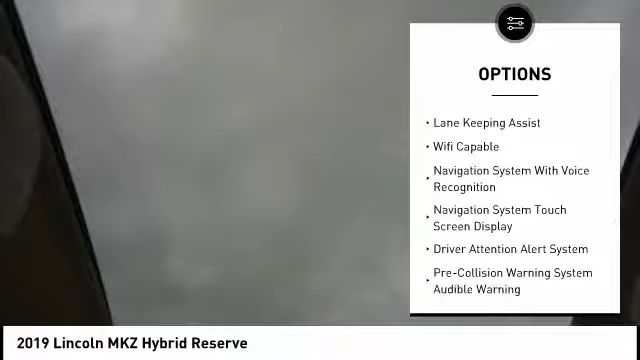 OPTIONS
• Lane Keeping Assist
• Wifi Capable
• Navigation System With Voice
Recognition
• Navigation System Touch
Screen Display
• Driver Attention Alert System
• Pre-Collision Warning System
Audible Warning
2019 Lincoln MKZ Hybrid Reserve